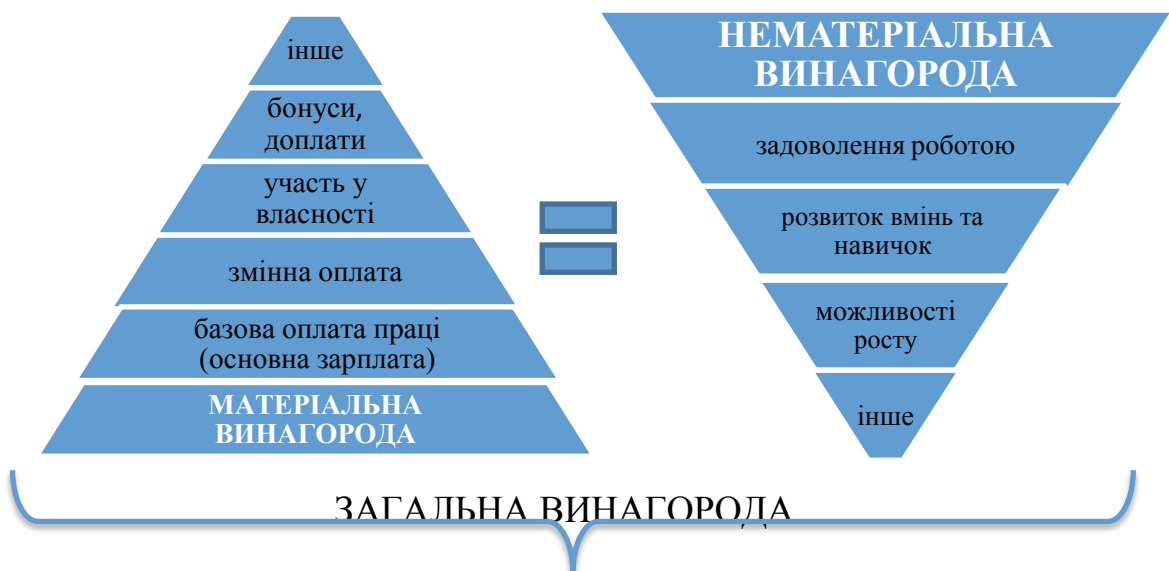 інше
бонуси,
доплати
участь у
власності
змінна оплата
базова оплата праці
(основна зарплата)
МАТЕРІАЛЬНА
ВИНАГОРОДА
НЕМАТЕРІАЛЬНА
ВИНАГОРОДА
задоволення роботою
розвиток вмінь та
навичок
можливості
росту
інше
ЗАГАЛЬНА ВИНАГОРОДА